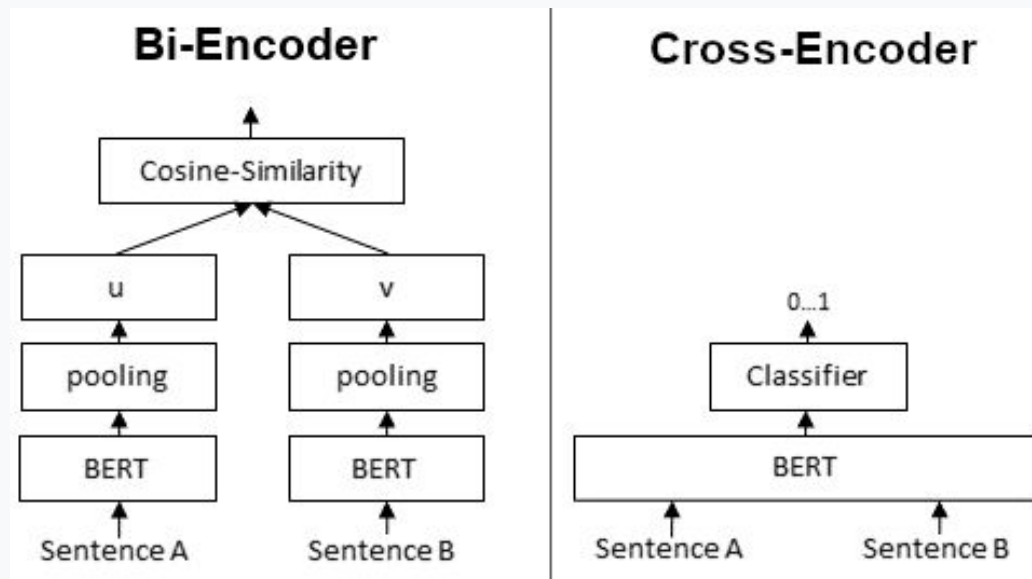 Bi-Encoder
Cosine-Similarity
u
v
pooling
pooling
BERT
BERT
Sentence A
Sentence B
Cross-Encoder
0...1
Classifier
BERT
Sentence A
Sentence B